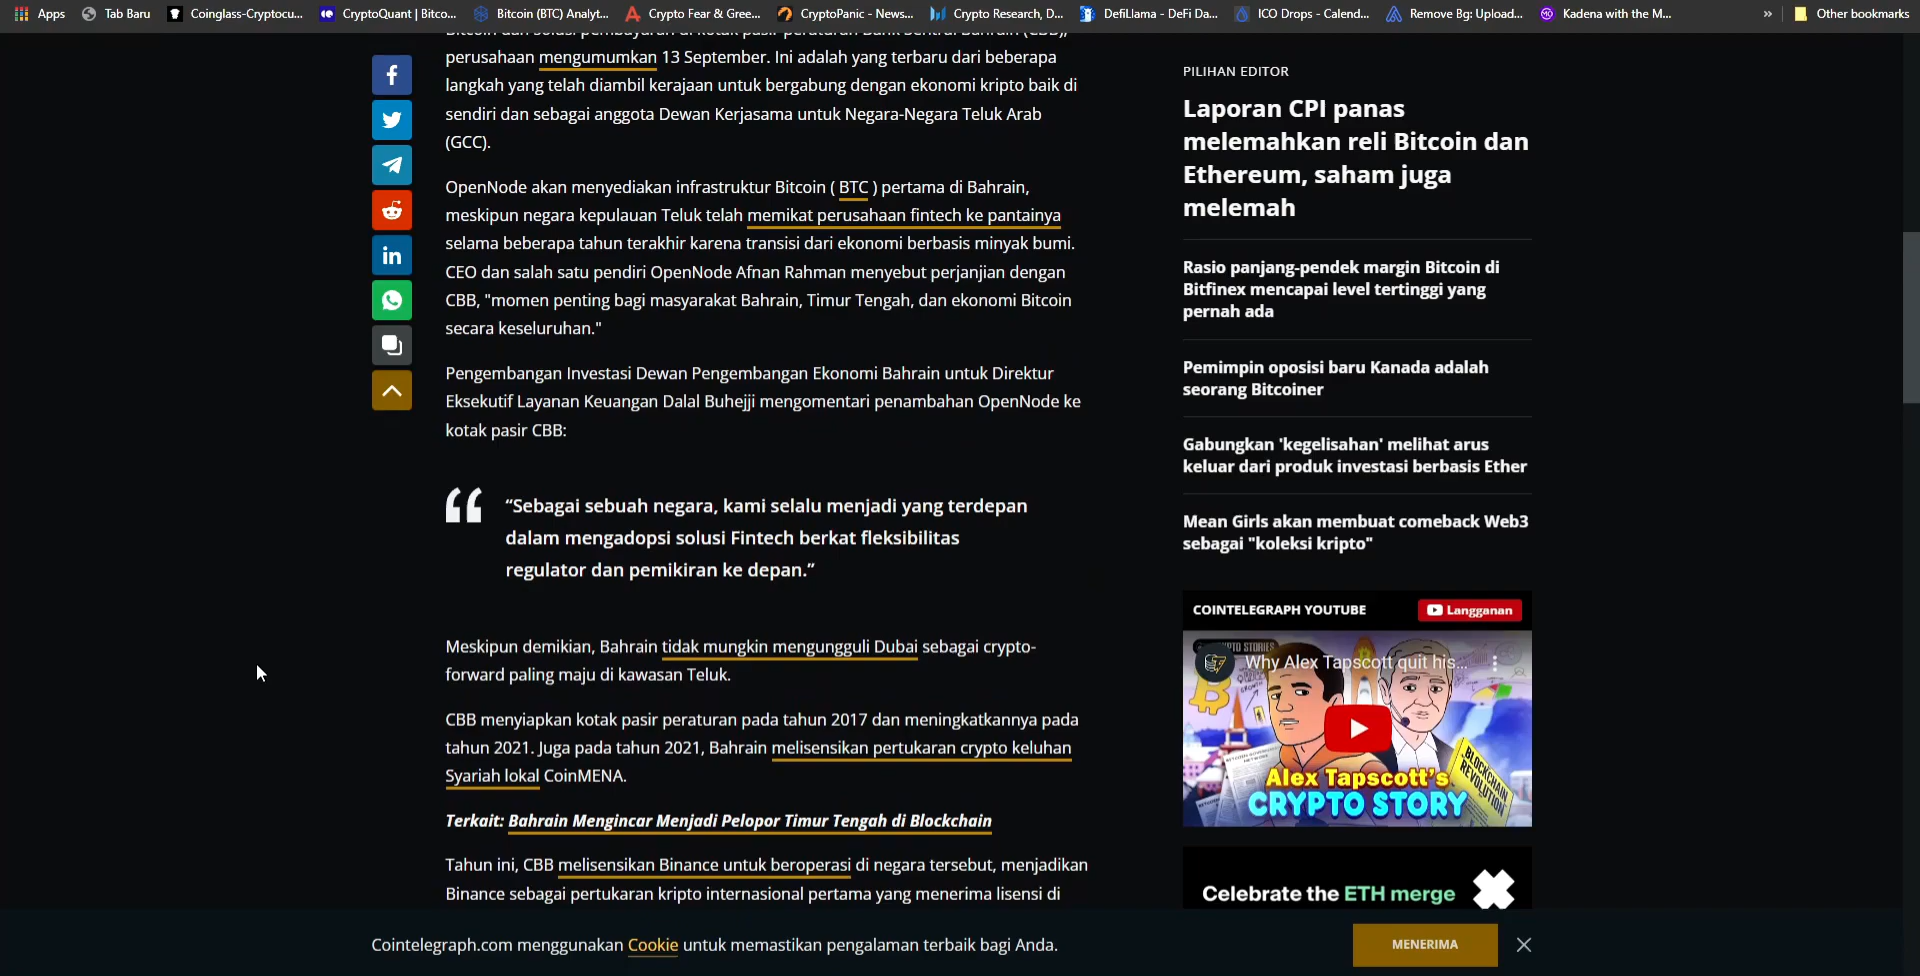 Apps
Tab Baru
Coinglass-Cryptocu...
CryptoQuant | Bitco...
Bitcoin (BTC) Analyt...
Crypto Fear & Gree...
CryptoPanic - News...
Crypto Research, D...
DefiLlama - DeFi Da...
ICO Drops - Calend...
Remove Bg: Upload...
Kadena with the M...
»
Other bookmarks
Bitcoin dan solusi pembayaran di kotak pasir peraturan Bank Sentral Bahrain (CBB),
perusahaan mengumumkan 13 September. Ini adalah yang terbaru dari beberapa
langkah yang telah diambil kerajaan untuk bergabung dengan ekonomi kripto baik di
sendiri dan sebagai anggota Dewan Kerjasama untuk Negara-Negara Teluk Arab
(GCC).
OpenNode akan menyediakan infrastruktur Bitcoin ( BTC ) pertama di Bahrain,
meskipun negara kepulauan Teluk telah memikat perusahaan fintech ke pantainya
selama beberapa tahun terakhir karena transisi dari ekonomi berbasis minyak bumi.
CEO dan salah satu pendiri OpenNode Afnan Rahman menyebut perjanjian dengan
CBB, "momen penting bagi masyarakat Bahrain, Timur Tengah, dan ekonomi Bitcoin
secara keseluruhan."
Pengembangan Investasi Dewan Pengembangan Ekonomi Bahrain untuk Direktur
Eksekutif Layanan Keuangan Dalal Buhejji mengomentari penambahan OpenNode ke
kotak pasir CBB:
“Sebagai sebuah negara, kami selalu menjadi yang terdepan
dalam mengadopsi solusi Fintech berkat fleksibilitas
regulator dan pemikiran ke depan.”
Meskipun demikian, Bahrain tidak mungkin mengungguli Dubai sebagai crypto-
forward paling maju di kawasan Teluk.
CBB menyiapkan kotak pasir peraturan pada tahun 2017 dan meningkatkannya pada
tahun 2021. Juga pada tahun 2021, Bahrain melisensikan pertukaran crypto keluhan
Syariah lokal CoinMENA.
Terkait: Bahrain Mengincar Menjadi Pelopor Timur Tengah di Blockchain
Tahun ini, CBB melisensikan Binance untuk beroperasi di negara tersebut, menjadikan
Binance sebagai pertukaran kripto internasional pertama yang menerima lisensi di
PILIHAN EDITOR
Laporan CPI panas
melemahkan reli Bitcoin dan
Ethereum, saham juga
melemah
Rasio panjang-pendek margin Bitcoin di
Bitfinex mencapai level tertinggi yang
pernah ada
Pemimpin oposisi baru Kanada adalah
seorang Bitcoiner
Gabungkan 'kegelisahan' melihat arus
keluar dari produk investasi berbasis Ether
Mean Girls akan membuat comeback Web3
sebagai "koleksi kripto"
COINTELEGRAPH YOUTUBE
Langganan
Why Alex Tapscott quit his...
BLOCKCHAIN
REVOLUTION
Alex Tapscott's
CRYPTO STORY
Celebrate the ETH merge
Cointelegraph.com menggunakan Cookie untuk memastikan pengalaman terbaik bagi Anda.
MENERIMA